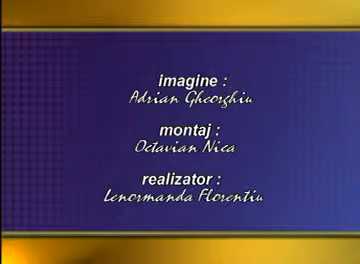 imagine :
Adrian Gheorghiu
montaj :
Octavian Nica
realizator :
Lenormanda Florentiu